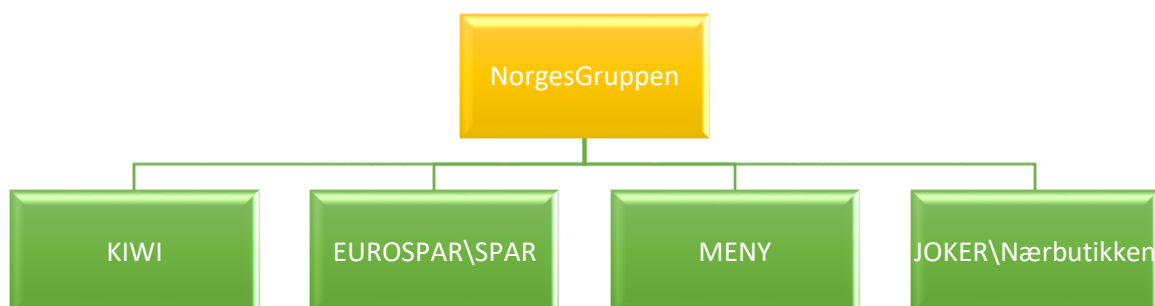 NorgesGruppen
KIWI
EUROSPAR\SPAR
MENY
JOKER\Nærbutikken